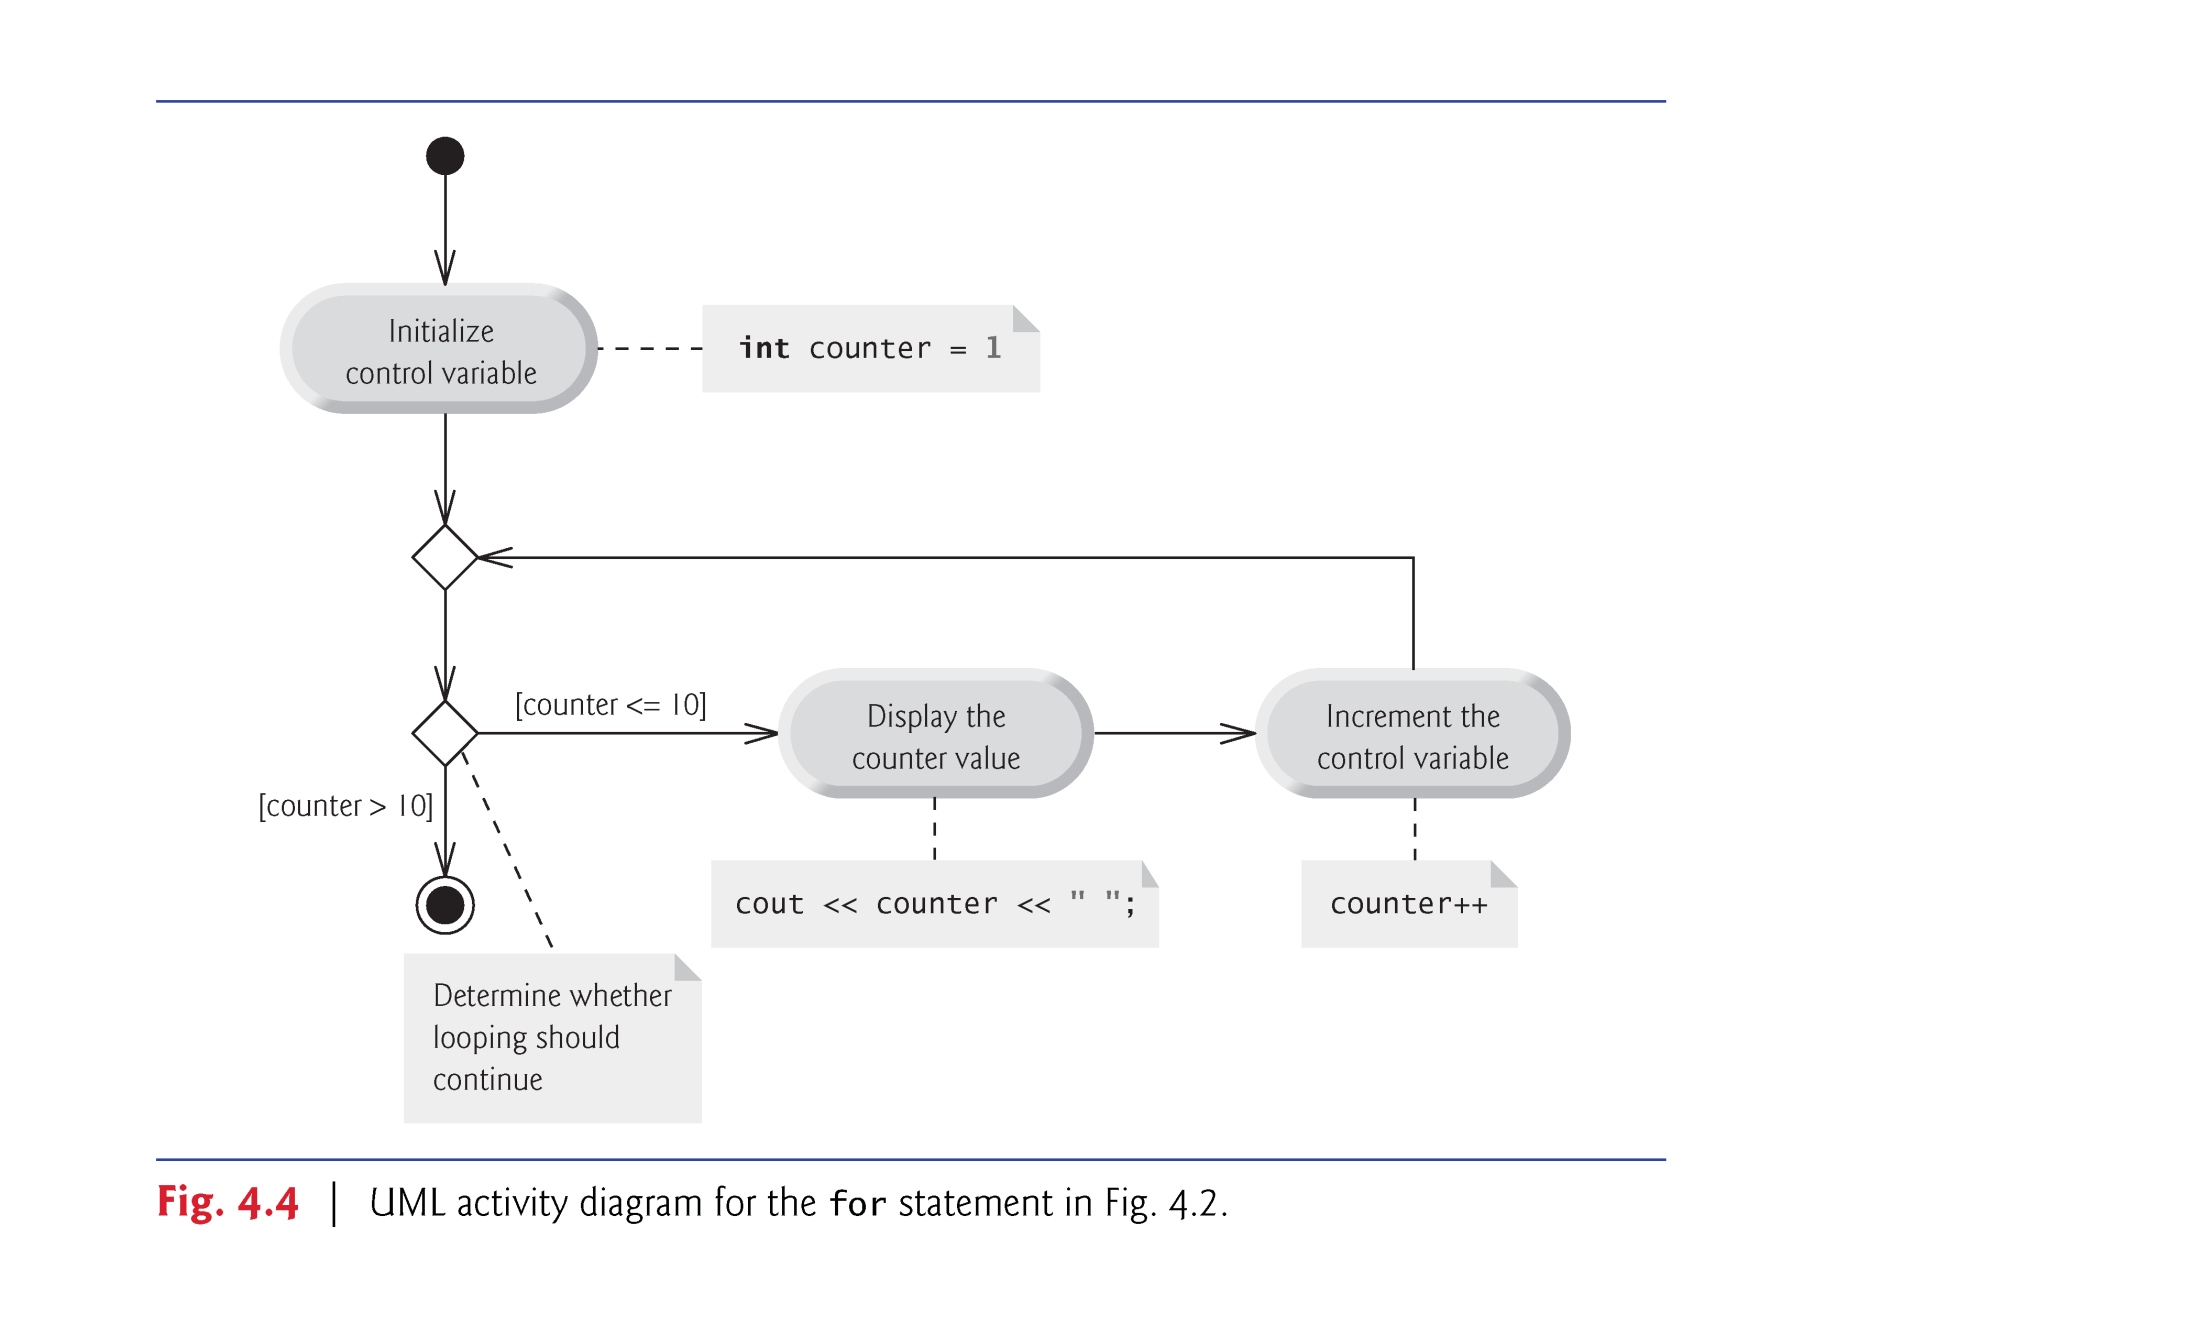 Initialize
control variable
int counter = 1
[counter <= 10]
Display the
counter value
Increment the
control variable
[counter > 10]
cout << counter << " ";
counter++
Determine whether
looping should
continue
Fig. 4.4 | UML activity diagram for the for statement in Fig. 4.2.